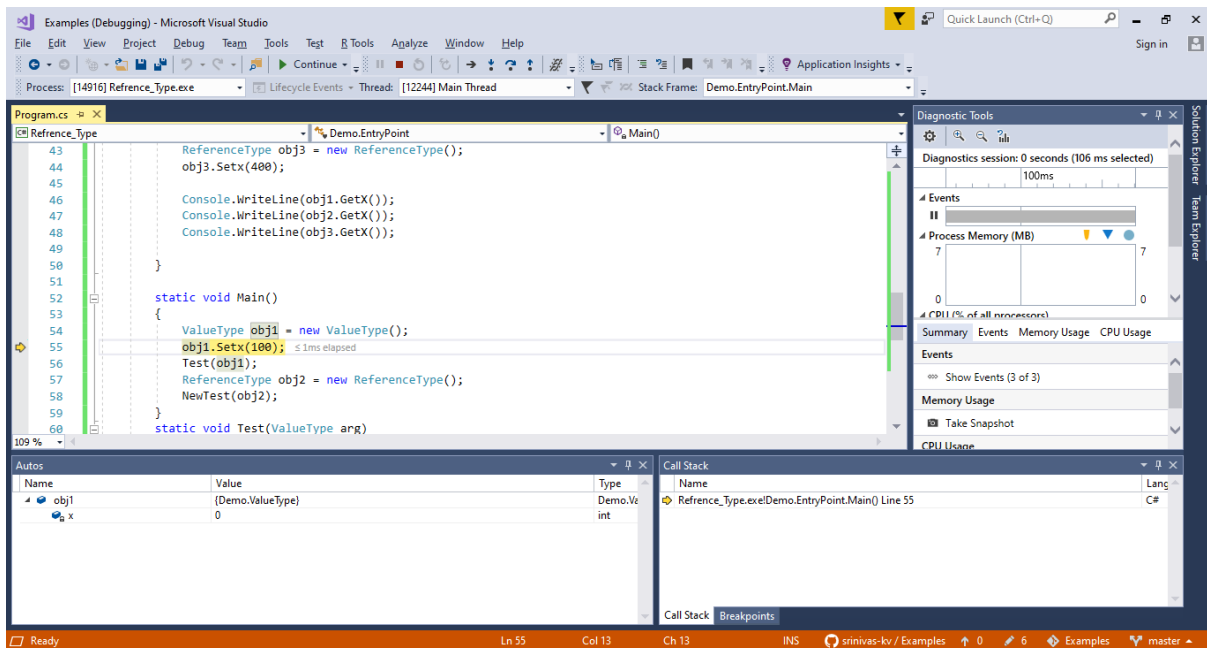 Examples (Debugging) - Microsoft Visual Studio
Quick Launch (Ctrl+Q)
File Edit View Project Debug Team Tools Test R Tools Analyze Window Help
Sign in
Continue
Application Insights
Process: [14916] Refrence_Type.exe Lifecycle Events Thread: [12244] Main Thread Stack Frame: Demo.EntryPoint.Main
Program.cs
Refrence_Type Demo.EntryPoint Main()
43 ReferenceType obj3 = new ReferenceType();
44 obj3.Setx(400);
45
46 Console.WriteLine(obj1.GetX());
47 Console.WriteLine(obj2.GetX());
48 Console.WriteLine(obj3.GetX());
49
50 }
51
52 static void Main()
53 {
54 ValueType obj1 = new ValueType();
55 obj1.Setx(100); ≤ 1ms elapsed
56 Test(obj1);
57 ReferenceType obj2 = new ReferenceType();
58 NewTest(obj2);
59 }
60 static void Test(ValueType arg)
109 %
Diagnostic Tools
Diagnostics session: 0 seconds (106 ms selected)
100ms
Events
Process Memory (MB)
7 7
0 0
CPU (% of all processors)
Summary Events Memory Usage CPU Usage
Events
Show Events (3 of 3)
Memory Usage
Take Snapshot
CPU Usage
Solution Explorer
Team Explorer
Autos
Name Value Type
obj1 {Demo.ValueType} Demo.Va
x 0 int
Call Stack
Name Lang
Refrence_Type.exe!Demo.EntryPoint.Main() Line 55 C#
Call Stack Breakpoints
Ready Ln 55 Col 13 Ch 13 INS srinivas-kv / Examples 0 6 Examples master